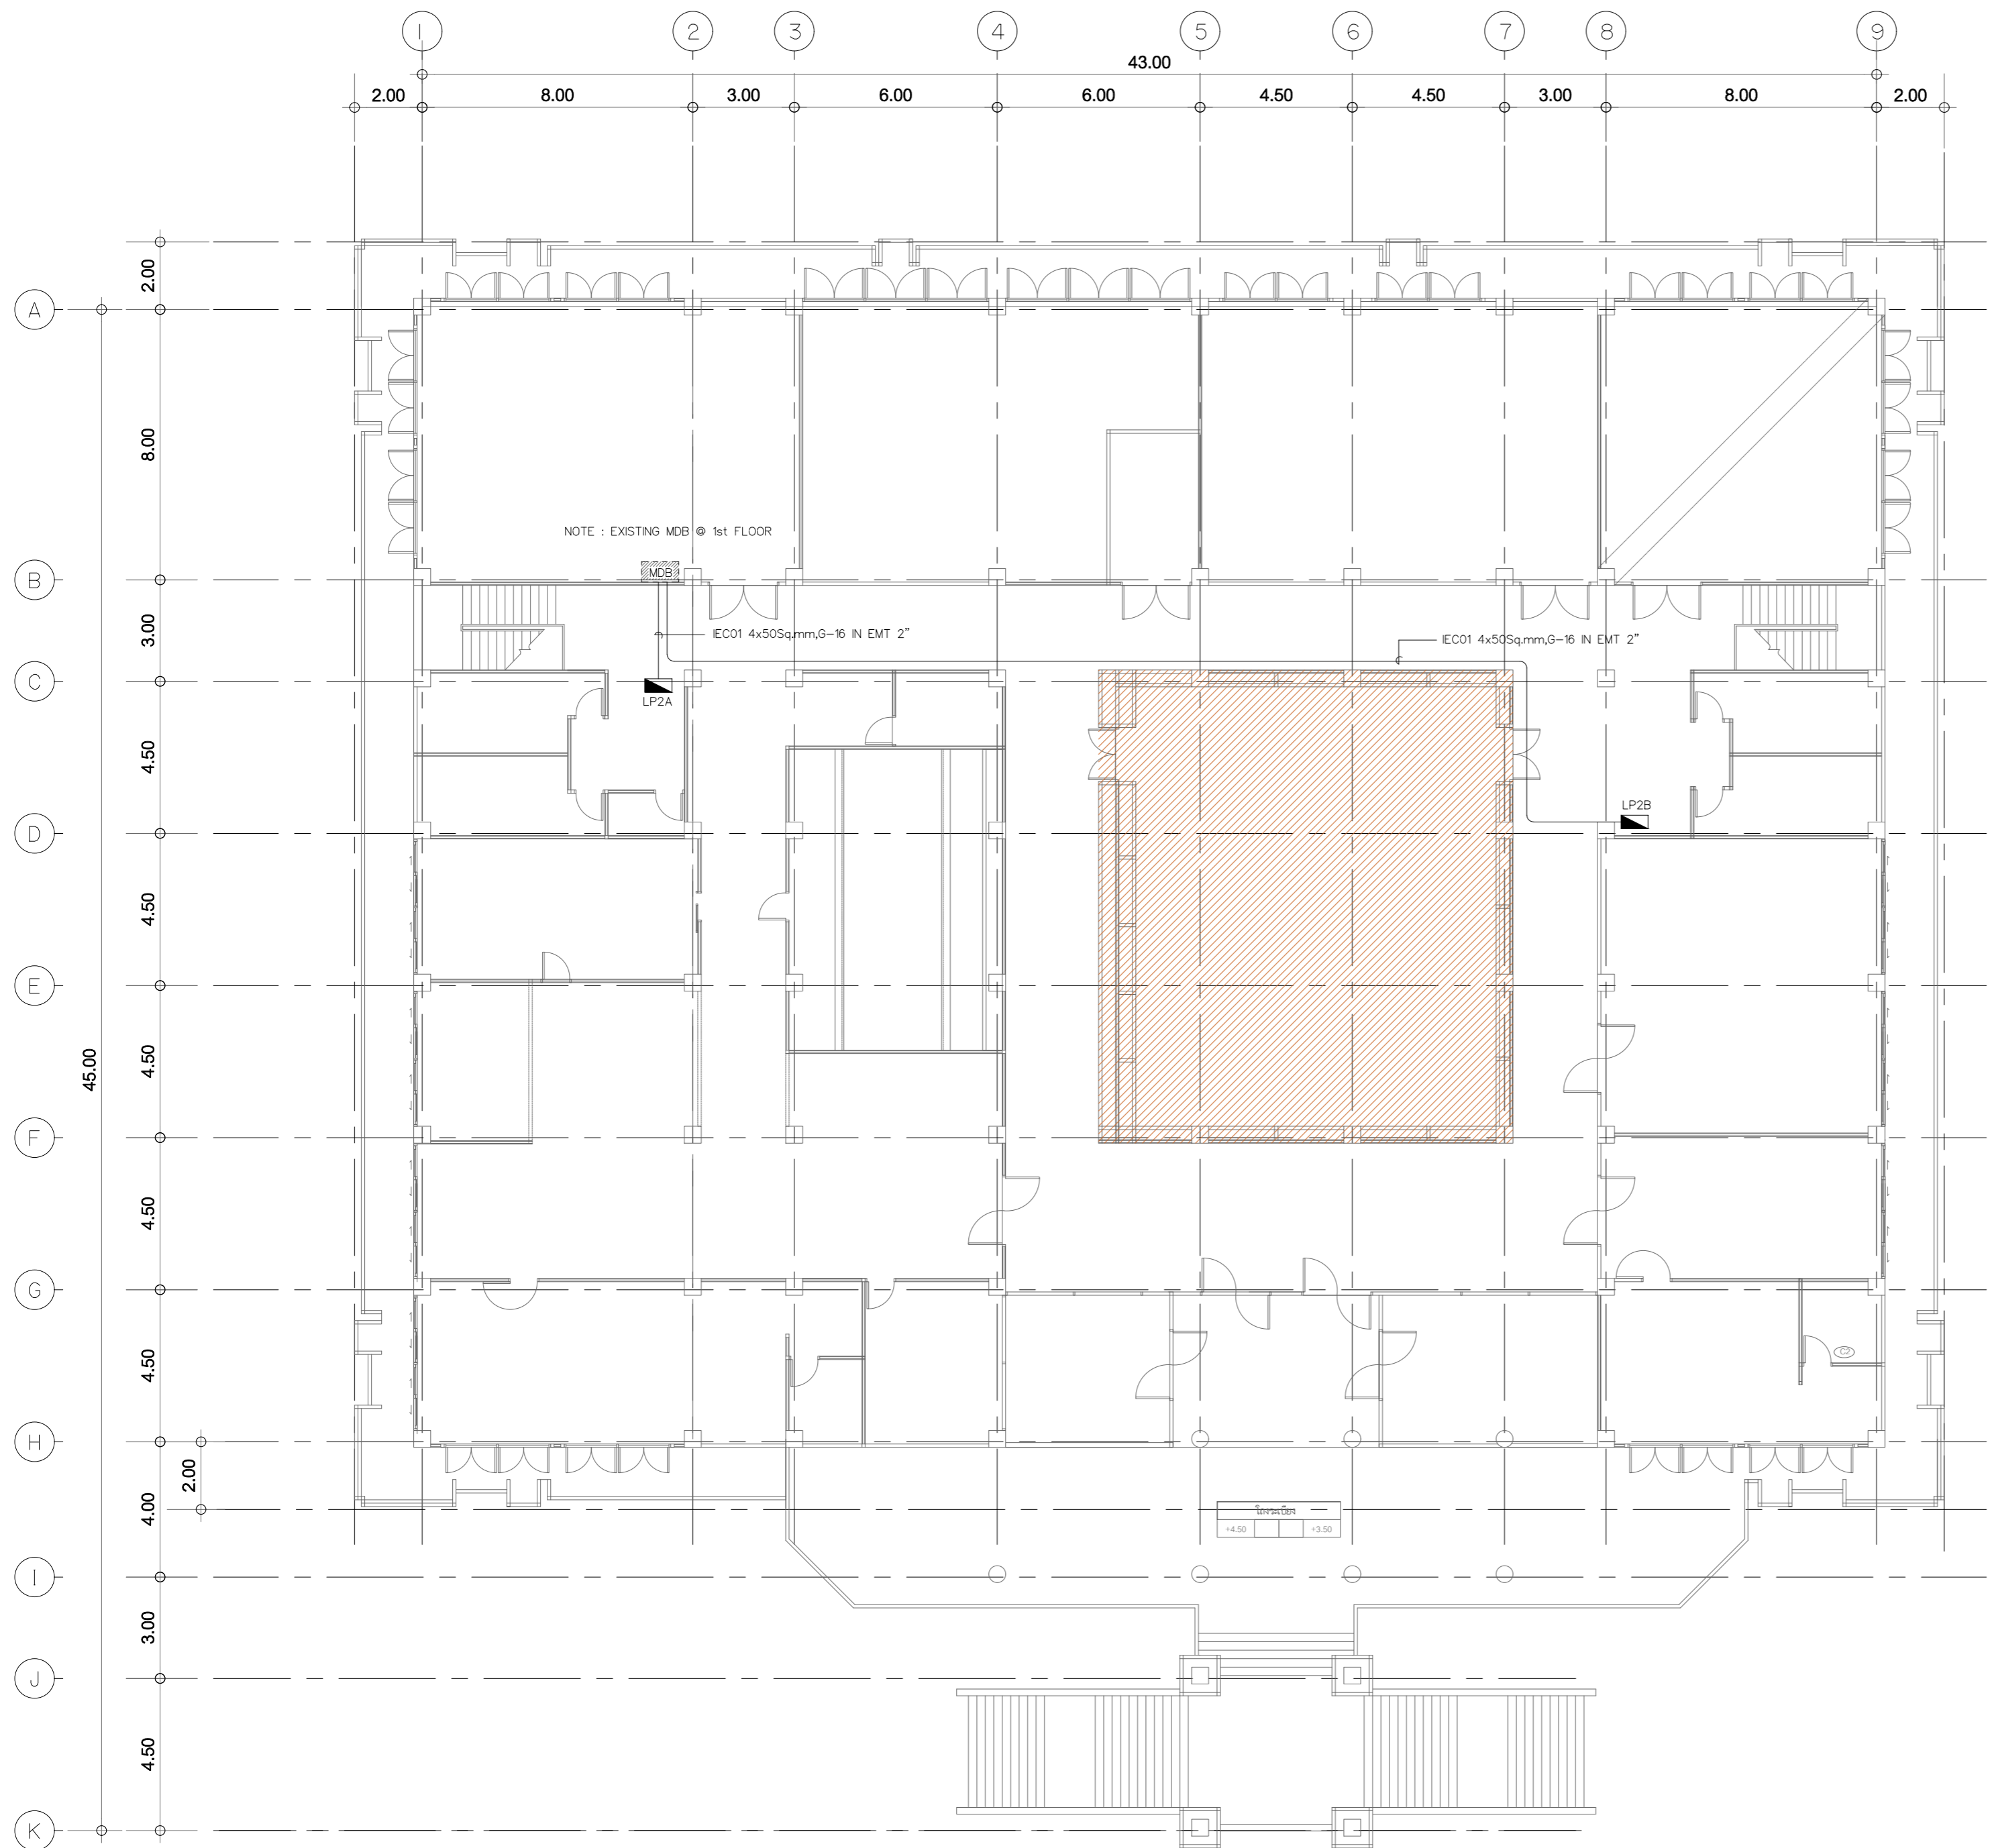 1 2 3 4 5 6 7 8 9
43.00
2.00 8.00 3.00 6.00 6.00 4.50 4.50 3.00 8.00 2.00
2.00
A
8.00
NOTE : EXISTING MDB @ 1st FLOOR
MDB
B
3.00
IEC01 4x50Sq.mm,G-16 IN EMT 2"
IEC01 4x50Sq.mm,G-16 IN EMT 2"
C
LP2A
4.50
LP2B
D
4.50
E
45.00
4.50
F
4.50
G
4.50
C2
H
2.00
4.00
+4.50 +3.50
I
3.00
J
4.50
K